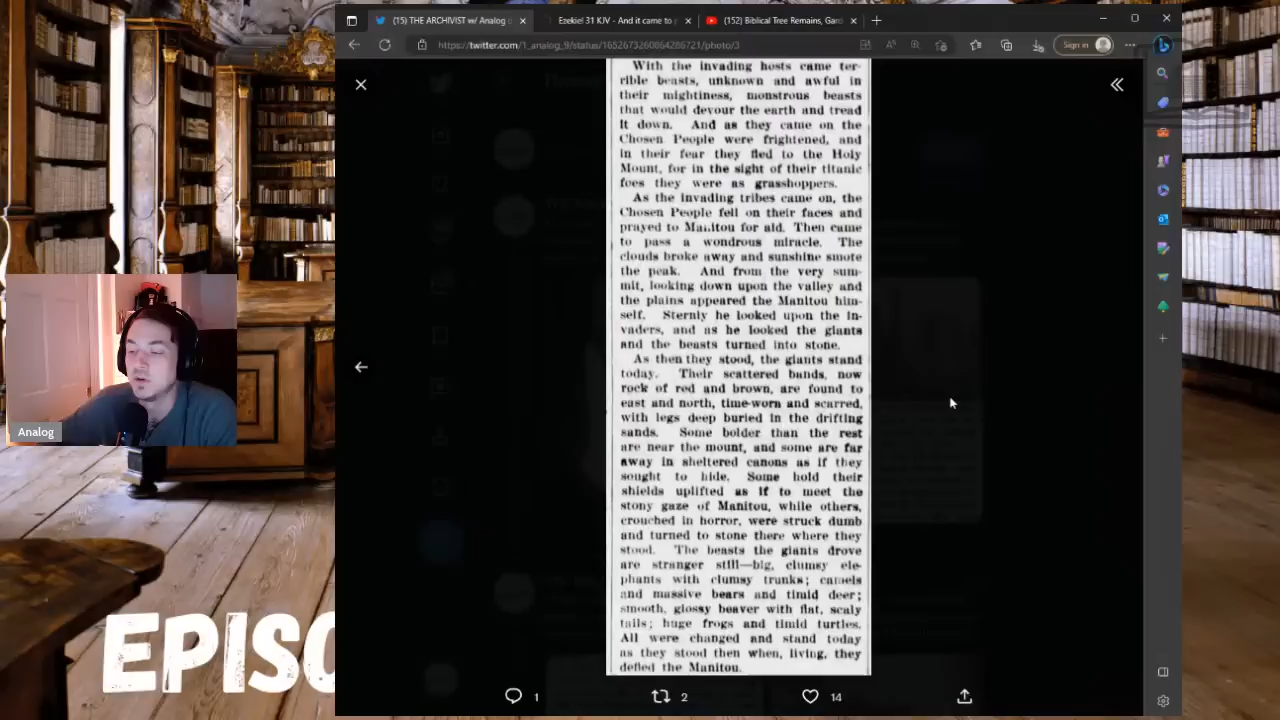 (15) THE ARCHIVIST w/ Analog
Ezekiel 31 KJV - And it came to
(152) Biblical Tree Remains, Gar
https://twitter.com/1_analog_9/status/1652673260864286721/photo/3
Sign in
With the invading hosts came ter-
rible beasts, unknown and awful in
their mightiness, monstrous beasts
that would devour the earth and tread
it down. And as they came on the
Chosen People were frightened, and
in their fear they fled to the Holy
Mount, for in the sight of their titanic
foes they were as grasshoppers.
As the invading tribes came on, the
Chosen People fell on their faces and
prayed to Manitou for aid. Then came
to pass a wondrous miracle. The
clouds broke away and sunshine smote
the peak. And from the very sum-
mit, looking down upon the valley and
the plains appeared the Manitou him-
self. Sternly he looked upon the in-
vaders, and as he looked the giants
and the beasts turned into stone.
As then they stood, the giants stand
today. Their scattered bands, now
rock of red and brown, are found to
east and north, time-worn and scarred,
with legs deep buried in the drifting
sands. Some bolder than the rest
are near the mount, and some are far
away in sheltered canons as if they
sought to hide. Some hold their
shields uplifted as if to meet the
stony gaze of Manitou, while others,
crouched in horror, were struck dumb
and turned to stone there where they
stood. The beasts the giants drove
are stranger still—big, clumsy ele-
phants with clumsy trunks; camels
and massive bears and timid deer;
smooth, glossy beaver with flat, scaly
tails; huge frogs and timid turtles.
All were changed and stand today
as they stood then when, living, they
defied the Manitou.
1
2
14
Analog
EPISO